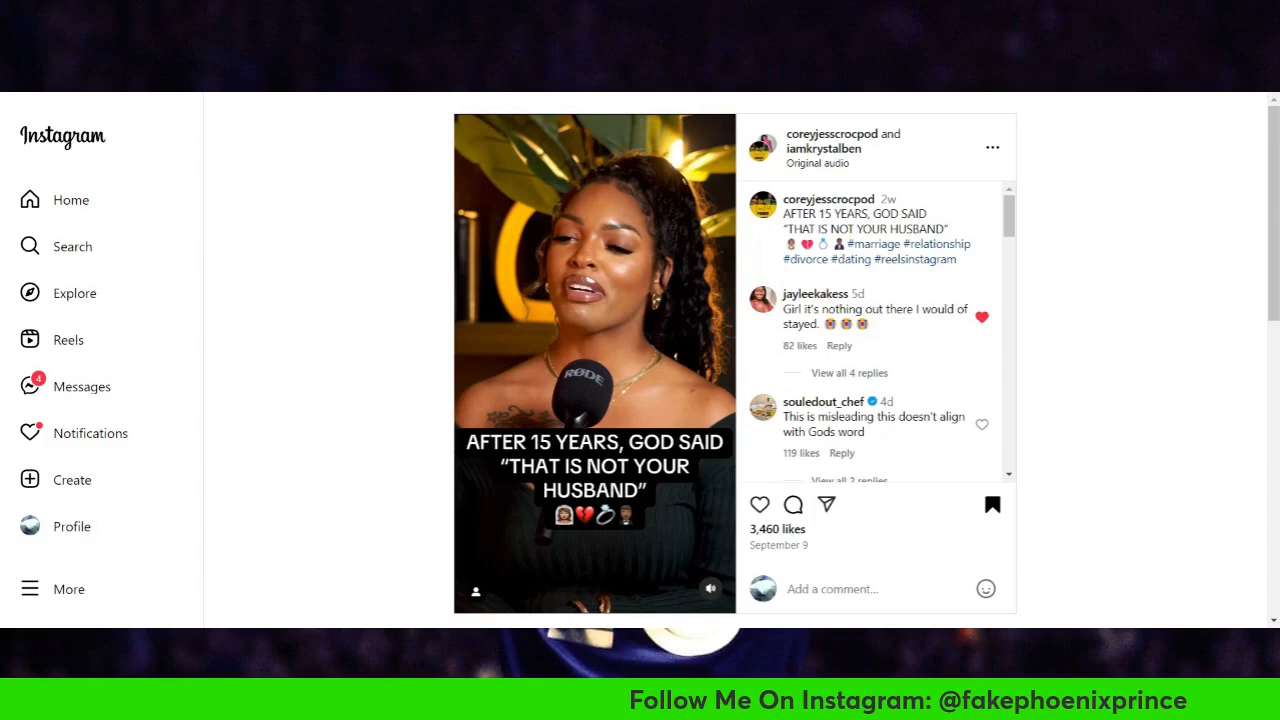 Instagram
Home
Search
Explore
Reels
4
Messages
Notifications
Create
Profile
More
RØDE
AFTER 15 YEARS, GOD SAID
“THAT IS NOT YOUR
HUSBAND”
👰🏽💔💍🤵🏾
coreyjesscrocpod and
iamkrystalben
Original audio
coreyjesscrocpod 2w
AFTER 15 YEARS, GOD SAID
“THAT IS NOT YOUR HUSBAND”
👰🏽 💔 💍 🤵🏾 #marriage #relationship
#divorce #dating #reelsinstagram
jayleekakess 5d
Girl it's nothing out there I would of
stayed. 😭 😭 😭
82 likes Reply
View all 4 replies
souledout_chef 4d
This is misleading this doesn't align
with Gods word
119 likes Reply
View all 2 replies
3,460 likes
September 9
Add a comment...
Follow Me On Instagram: @fakephoenixprince